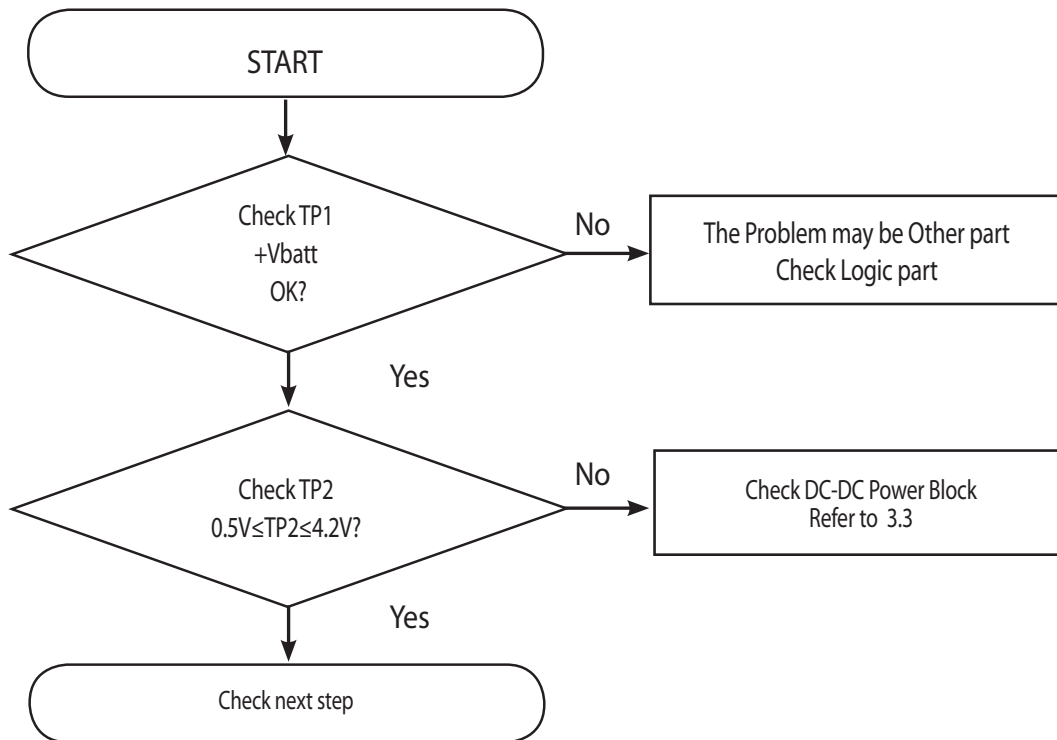 START
Check TP1
+Vbatt
OK?
No
The Problem may be Other part
Check Logic part
Yes
Check TP2
0.5V≤TP2≤4.2V?
No
Check DC-DC Power Block
Refer to 3.3
Yes
Check next step